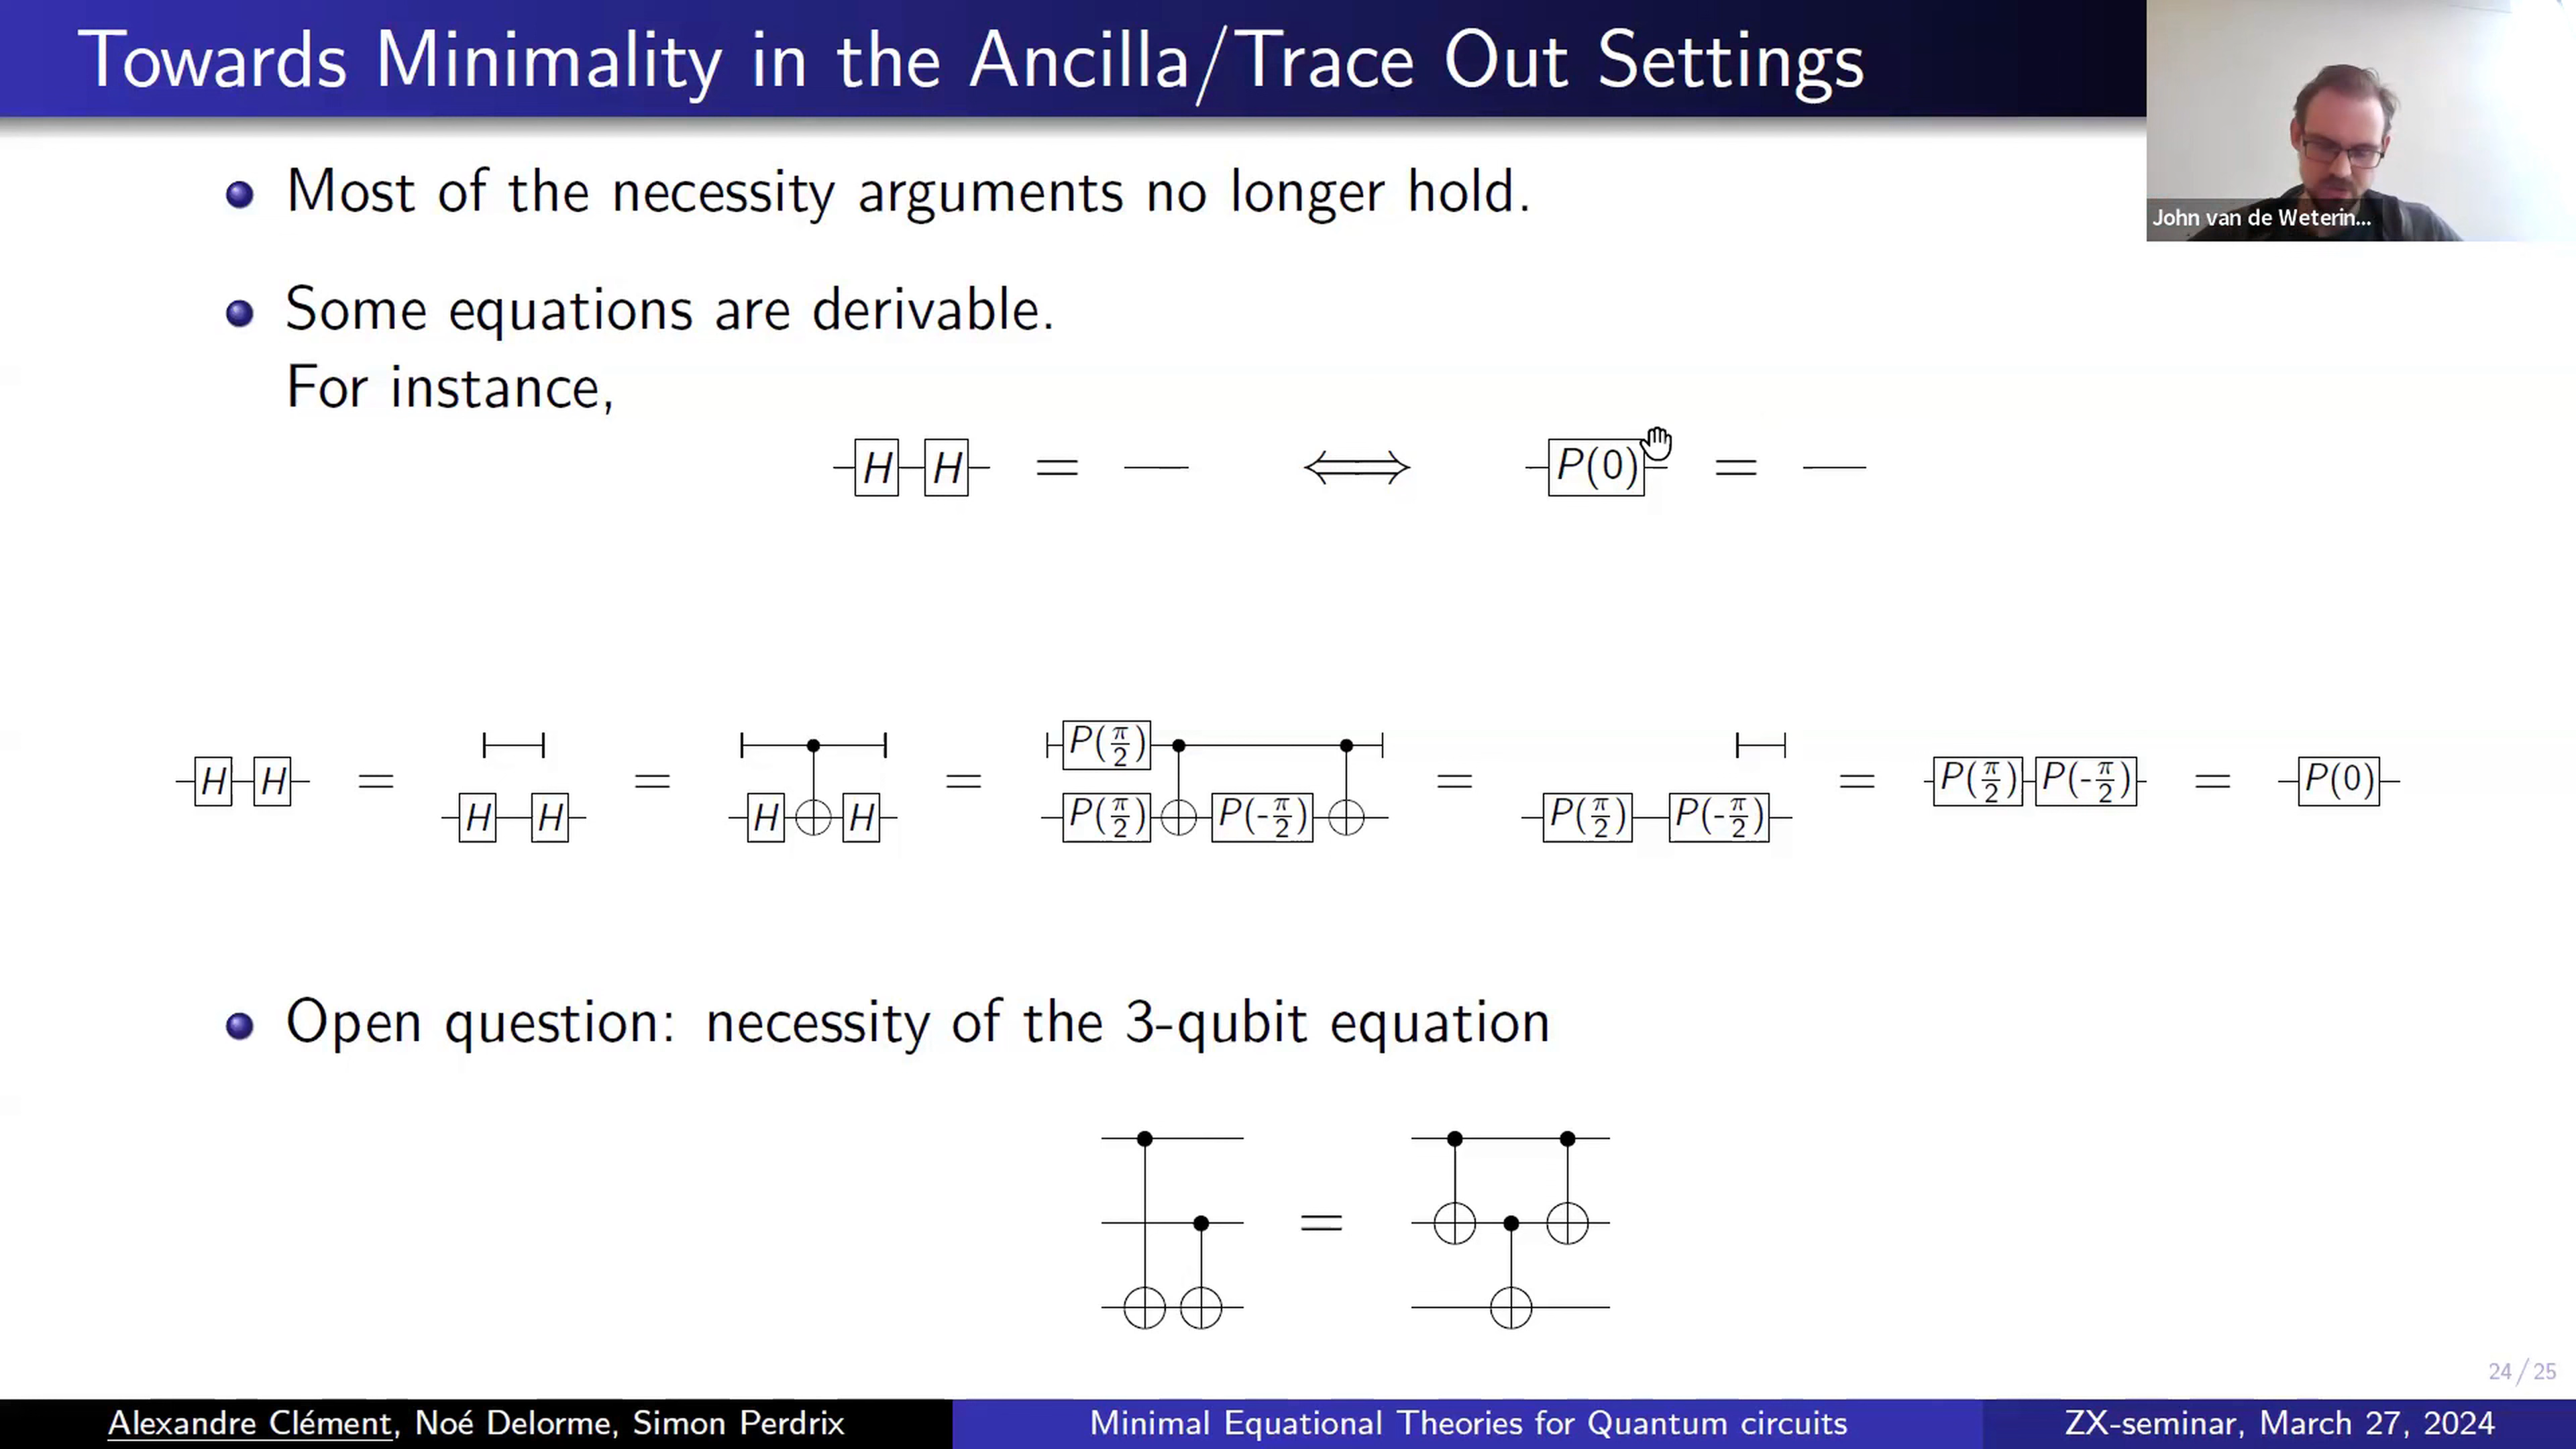 Towards Minimality in the Ancilla/Trace Out Settings
John van de Weterin...
Most of the necessity arguments no longer hold.
Some equations are derivable.
For instance,
H H = ⟺ P(0) =
H H = H H = H H = P(π/2) P(π/2) P(-π/2) = P(π/2) P(-π/2) = P(π/2) P(-π/2) = P(0)
Open question: necessity of the 3-qubit equation
=
24/25
Alexandre Clément, Noé Delorme, Simon Perdrix
Minimal Equational Theories for Quantum circuits
ZX-seminar, March 27, 2024